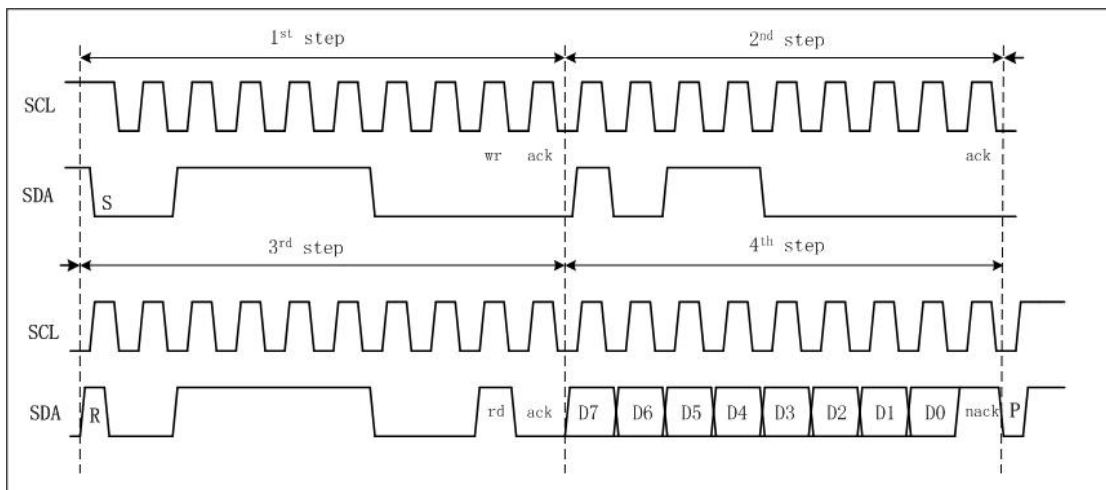 1st step 2nd step
SCL
wr ack ack
SDA S
3rd step 4th step
SCL
SDA R rd ack D7 D6 D5 D4 D3 D2 D1 D0 nack P